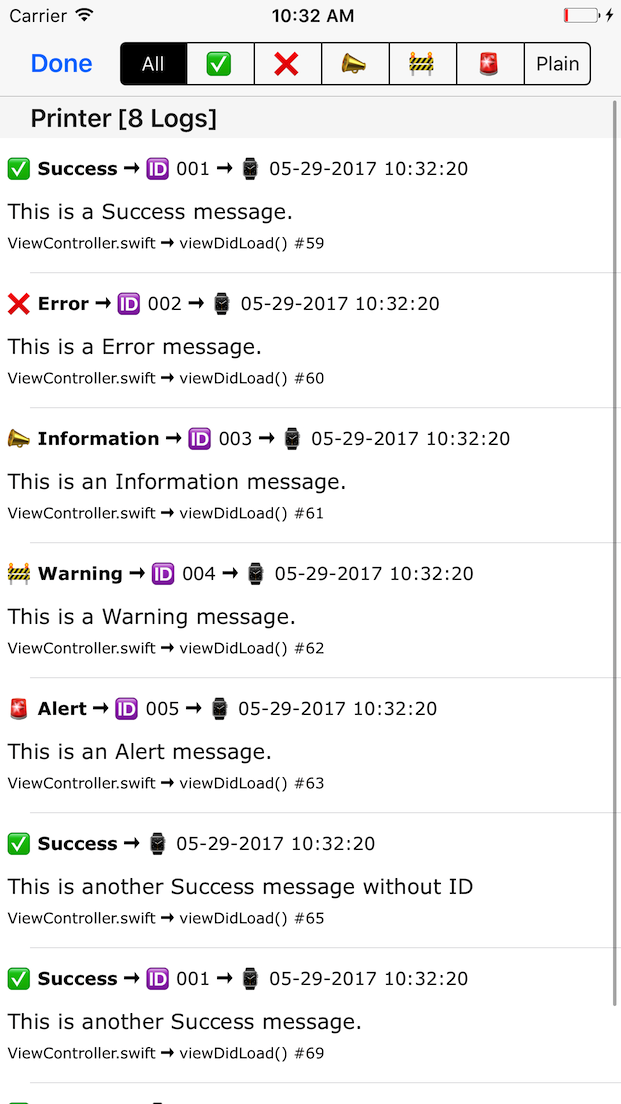 Carrier 10:32 AM
Done All ✅ ❌ 📣 🚧 🚨 Plain
Printer [8 Logs]
✅ Success ➞ 🆔 001 ➞ ⌚ 05-29-2017 10:32:20
This is a Success message.
ViewController.swift ➞ viewDidLoad() #59
❌ Error ➞ 🆔 002 ➞ ⌚ 05-29-2017 10:32:20
This is a Error message.
ViewController.swift ➞ viewDidLoad() #60
📣 Information ➞ 🆔 003 ➞ ⌚ 05-29-2017 10:32:20
This is an Information message.
ViewController.swift ➞ viewDidLoad() #61
🚧 Warning ➞ 🆔 004 ➞ ⌚ 05-29-2017 10:32:20
This is a Warning message.
ViewController.swift ➞ viewDidLoad() #62
🚨 Alert ➞ 🆔 005 ➞ ⌚ 05-29-2017 10:32:20
This is an Alert message.
ViewController.swift ➞ viewDidLoad() #63
✅ Success ➞ ⌚ 05-29-2017 10:32:20
This is another Success message without ID
ViewController.swift ➞ viewDidLoad() #65
✅ Success ➞ 🆔 001 ➞ ⌚ 05-29-2017 10:32:20
This is another Success message.
ViewController.swift ➞ viewDidLoad() #69